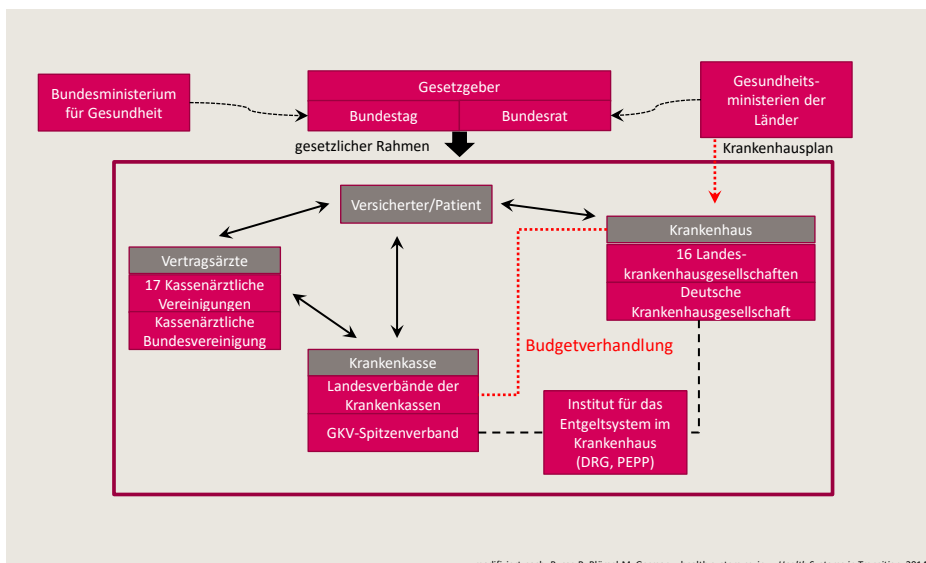 Bundesministerium
für Gesundheit
Gesetzgeber
Bundestag
Bundesrat
Gesundheits-
ministerien der
Länder
gesetzlicher Rahmen
Krankenhausplan
Versicherter/Patient
Krankenhaus
16 Landes-
krankenhausgesellschaften
Deutsche
Krankenhausgesellschaft
Vertragsärzte
17 Kassenärztliche
Vereinigungen
Kassenärztliche
Bundesvereinigung
Budgetverhandlung
Krankenkasse
Landesverbände der
Krankenkassen
GKV-Spitzenverband
Institut für das
Entgeltsystem im
Krankenhaus
(DRG, PEPP)